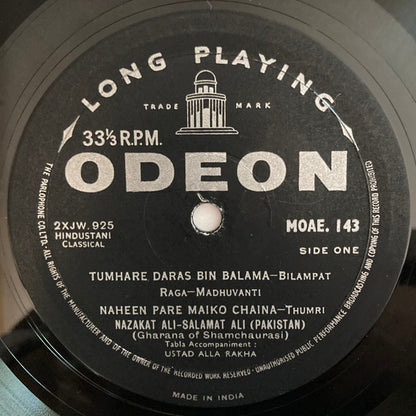 LONG PLAYING
TRADE MARK
33⅓ R.P.M.
ODEON
2XJW. 925
HINDUSTANI
CLASSICAL
MOAE. 143
SIDE ONE
TUMHARE DARAS BIN BALAMA—BILAMPAT
RAGA—MADHUVANTI
NAHEEN PARE MAIKO CHAINA—THUMRI
NAZAKAT ALI-SALAMAT ALI (PAKISTAN)
(Gharana of Shamchaurasi)
Tabla Accompaniment :
USTAD ALLA RAKHA
THE PARLOPHONE CO. LTD.- ALL RIGHTS OF THE MANUFACTURER AND OF THE OWNER OF THE RECORDED WORK RESERVED · UNAUTHORISED PUBLIC PERFORMANCE BROADCASTING AND COPYING OF THIS RECORD PROHIBITED
MADE IN INDIA